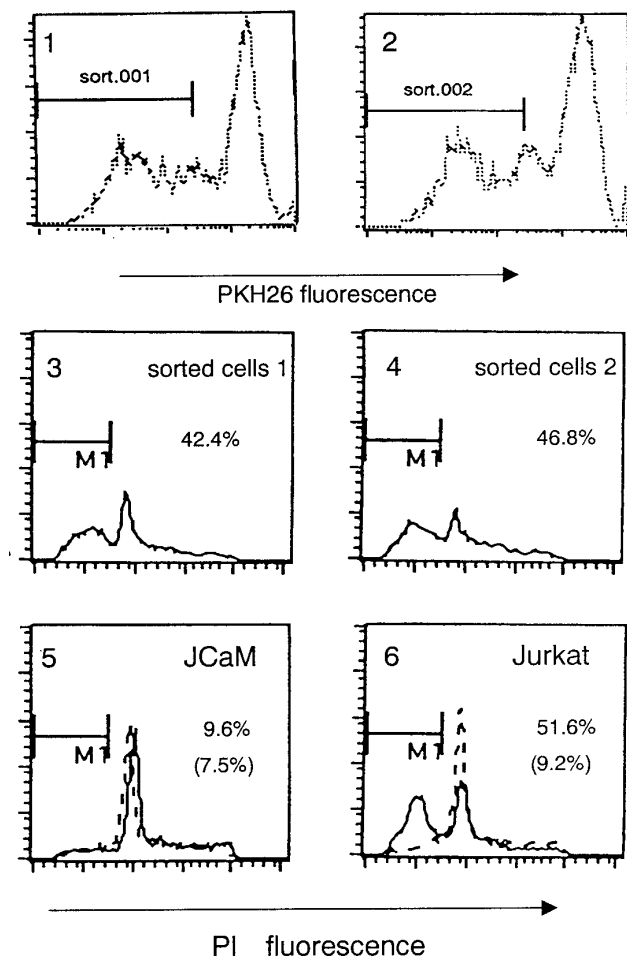 1
sort.001
2
sort.002
PKH26 fluorescence
3
sorted cells 1
42.4%
M1
4
sorted cells 2
46.8%
M1
5
JCaM
9.6%
M1
(7.5%)
6
Jurkat
51.6%
M1
(9.2%)
PI fluorescence